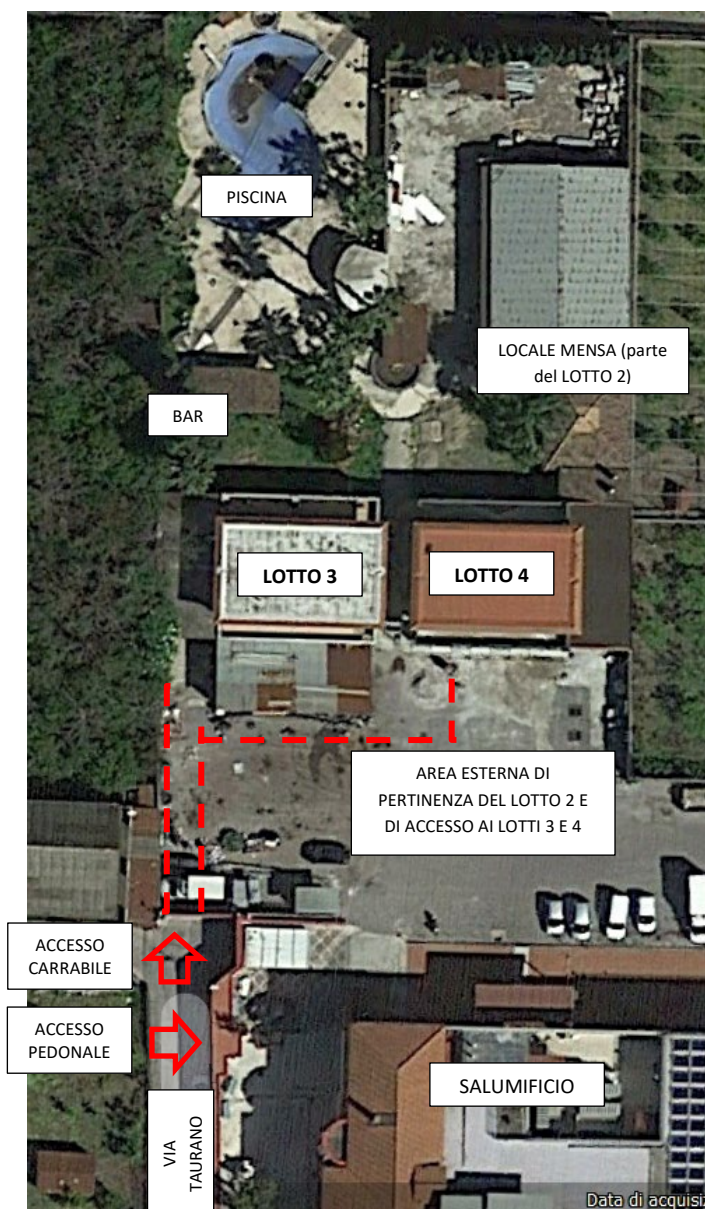 PISCINA
LOCALE MENSA (parte
del LOTTO 2)
BAR
LOTTO 3
LOTTO 4
AREA ESTERNA DI
PERTINENZA DEL LOTTO 2 E
DI ACCESSO AI LOTTI 3 E 4
ACCESSO
CARRABILE
ACCESSO
PEDONALE
SALUMIFICIO
VIA
TAURANO
Data di acquisiz